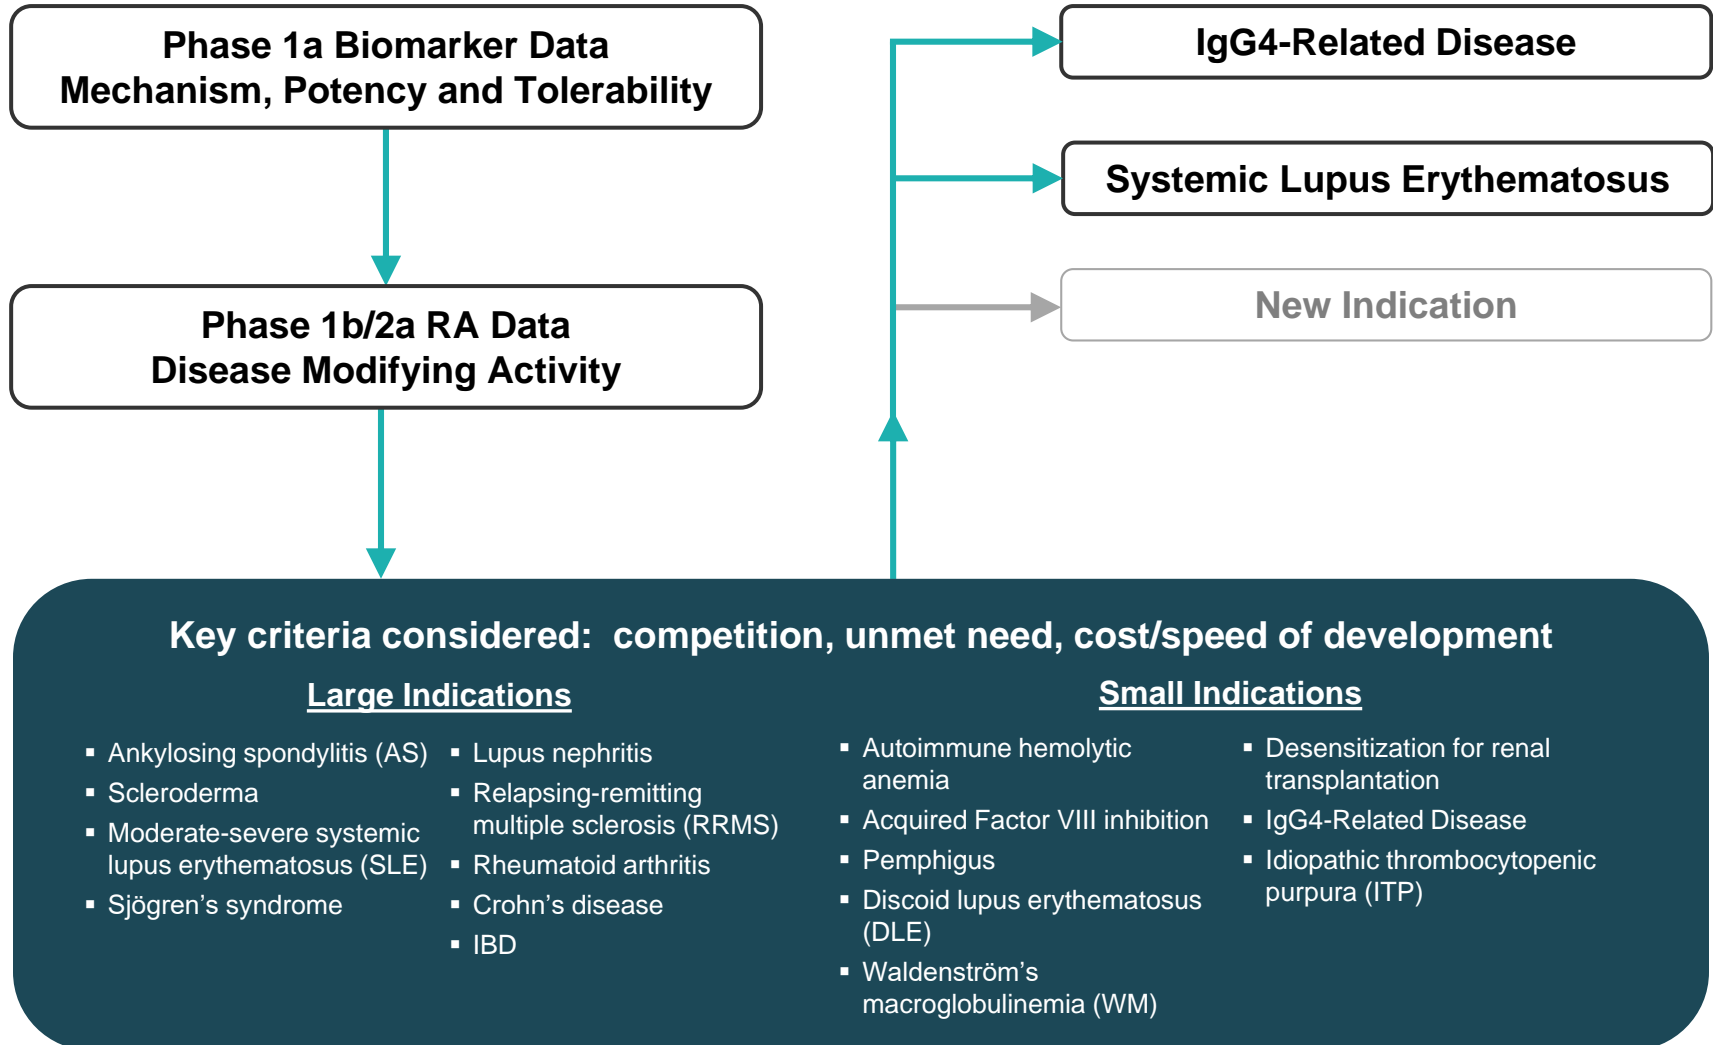 Phase 1a Biomarker Data
Mechanism, Potency and Tolerability
Phase 1b/2a RA Data
Disease Modifying Activity
IgG4-Related Disease
Systemic Lupus Erythematosus
New Indication
Key criteria considered:  competition, unmet need, cost/speed of development
Large Indications
▪ Ankylosing spondylitis (AS)
▪ Scleroderma
▪ Moderate-severe systemic
lupus erythematosus (SLE)
▪ Sjögren’s syndrome
▪ Lupus nephritis
▪ Relapsing-remitting
multiple sclerosis (RRMS)
▪ Rheumatoid arthritis
▪ Crohn’s disease
▪ IBD
Small Indications
▪ Autoimmune hemolytic
anemia
▪ Acquired Factor VIII inhibition
▪ Pemphigus
▪ Discoid lupus erythematosus
(DLE)
▪ Waldenström’s
macroglobulinemia (WM)
▪ Desensitization for renal
transplantation
▪ IgG4-Related Disease
▪ Idiopathic thrombocytopenic
purpura (ITP)